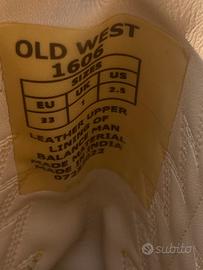 OLD WEST
1606
SIZES
EU UK US
33 1 2.5
LEATHER UPPER
LINING MAN
BALANCE MATERIAL
MADE IN INDIA
MADE
subito